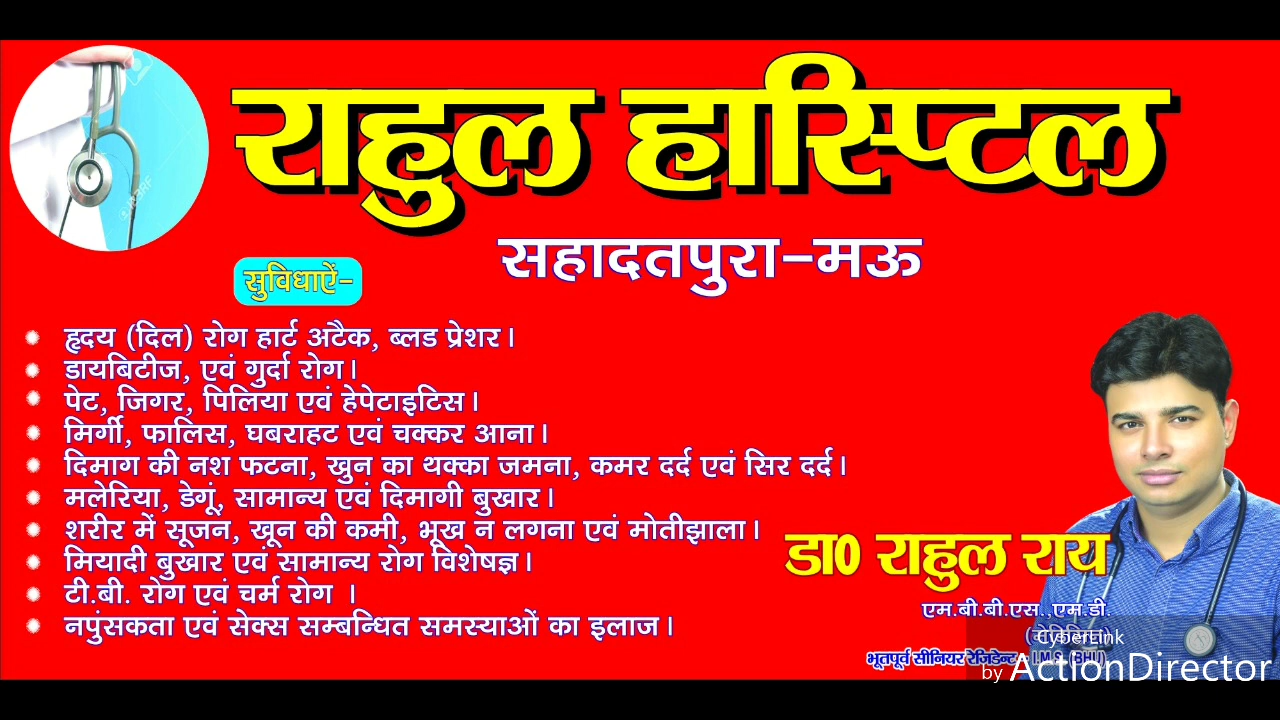 राहुल हास्पिटल
सहादतपुरा-मऊ
सुविधाऐं-
हृदय (दिल) रोग हार्ट अटैक, ब्लड प्रेशर।
डायबिटीज, एवं गुर्दा रोग।
पेट, जिगर, पिलिया एवं हेपेटाइटिस।
मिर्गी, फालिस, घबराहट एवं चक्कर आना।
दिमाग की नश फटना, खुन का थक्का जमना, कमर दर्द एवं सिर दर्द।
मलेरिया, डेगूं, सामान्य एवं दिमागी बुखार।
शरीर में सूजन, खून की कमी, भूख न लगना एवं मोतीझाला।
मियादी बुखार एवं सामान्य रोग विशेषज्ञ।
टी.बी. रोग एवं चर्म रोग ।
नपुंसकता एवं सेक्स सम्बन्धित समस्याओं का इलाज।
डा0 राहुल राय
एम.बी.बी.एस., एम.डी.
CyberLink
भूतपूर्व सीनियर रेजिडेन्ट - I.M.S. (BHU)
by ActionDirector